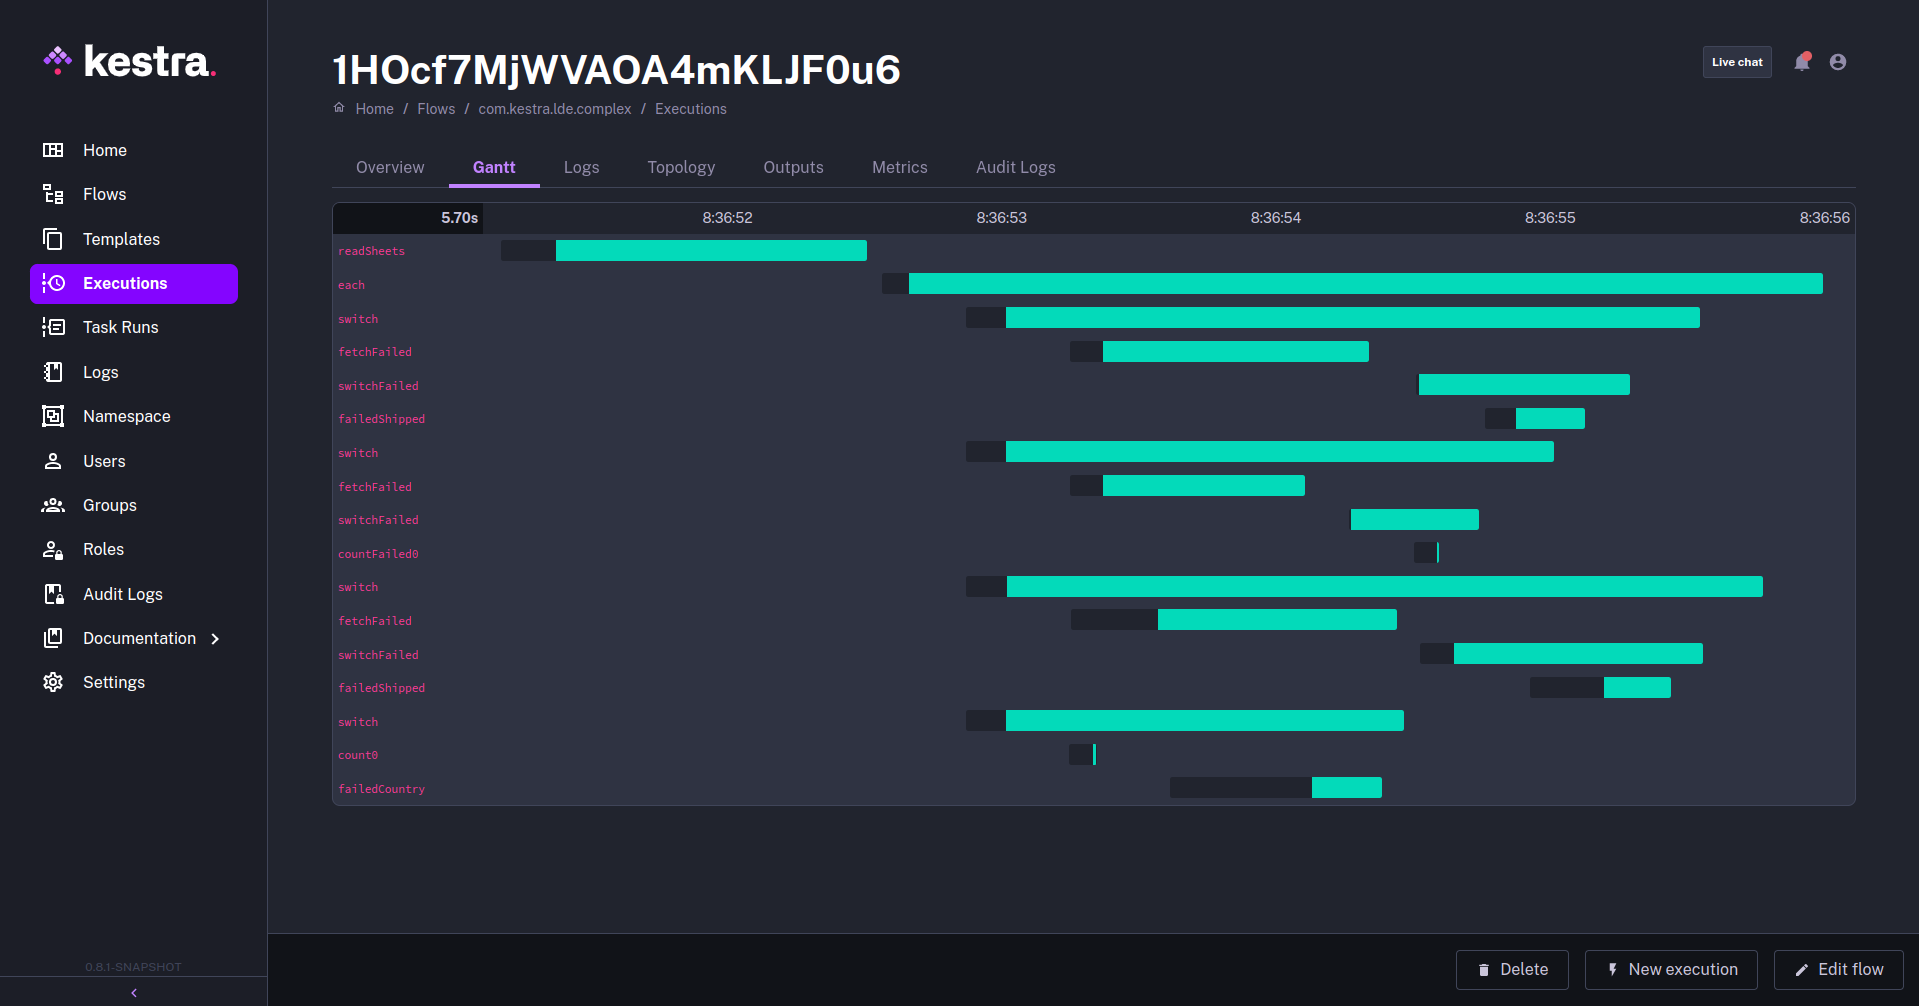 kestra.
Home
Flows
Templates
Executions
Task Runs
Logs
Namespace
Users
Groups
Roles
Audit Logs
Documentation
Settings
0.8.1-SNAPSHOT
1HOcf7MjWVAOA4mKLJF0u6
Live chat
Home / Flows / com.kestra.lde.complex / Executions
Overview Gantt Logs Topology Outputs Metrics Audit Logs
5.70s 8:36:52 8:36:53 8:36:54 8:36:55 8:36:56
readSheets
each
switch
fetchFailed
switchFailed
failedShipped
switch
fetchFailed
switchFailed
countFailed0
switch
fetchFailed
switchFailed
failedShipped
switch
count0
failedCountry
Delete New execution Edit flow